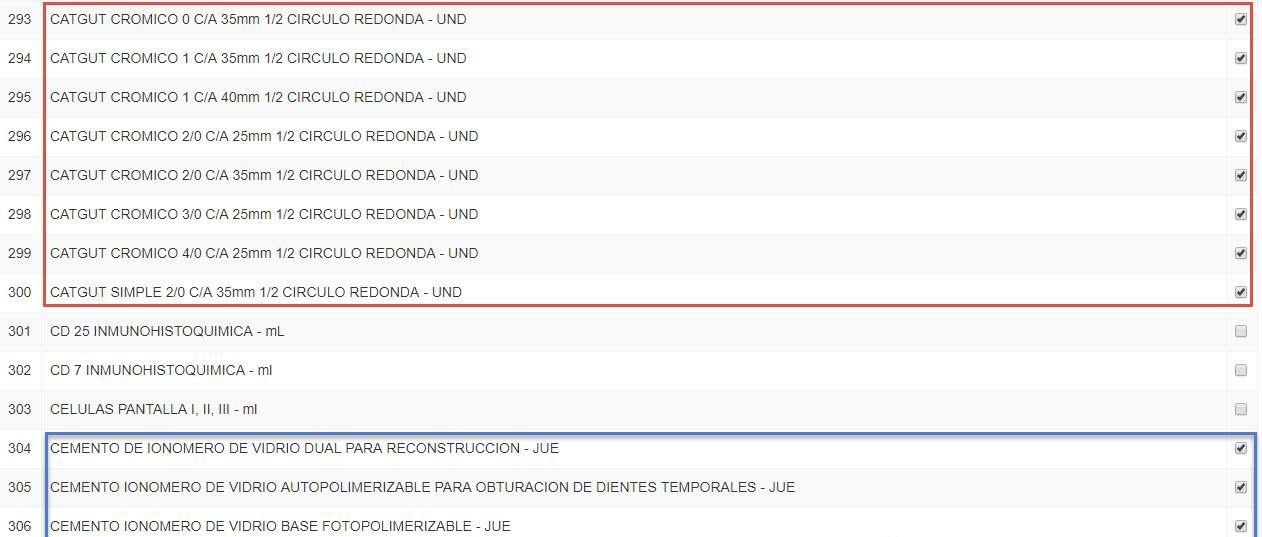 293 CATGUT CROMICO 0 C/A 35mm 1/2 CIRCULO REDONDA - UND
294 CATGUT CROMICO 1 C/A 35mm 1/2 CIRCULO REDONDA - UND
295 CATGUT CROMICO 1 C/A 40mm 1/2 CIRCULO REDONDA - UND
296 CATGUT CROMICO 2/0 C/A 25mm 1/2 CIRCULO REDONDA - UND
297 CATGUT CROMICO 2/0 C/A 35mm 1/2 CIRCULO REDONDA - UND
298 CATGUT CROMICO 3/0 C/A 25mm 1/2 CIRCULO REDONDA - UND
299 CATGUT CROMICO 4/0 C/A 25mm 1/2 CIRCULO REDONDA - UND
300 CATGUT SIMPLE 2/0 C/A 35mm 1/2 CIRCULO REDONDA - UND
301 CD 25 INMUNOHISTOQUIMICA - mL
302 CD 7 INMUNOHISTOQUIMICA - ml
303 CELULAS PANTALLA I, II, III - ml
304 CEMENTO DE IONOMERO DE VIDRIO DUAL PARA RECONSTRUCCION - JUE
305 CEMENTO IONOMERO DE VIDRIO AUTOPOLIMERIZABLE PARA OBTURACION DE DIENTES TEMPORALES - JUE
306 CEMENTO IONOMERO DE VIDRIO BASE FOTOPOLIMERIZABLE - JUE